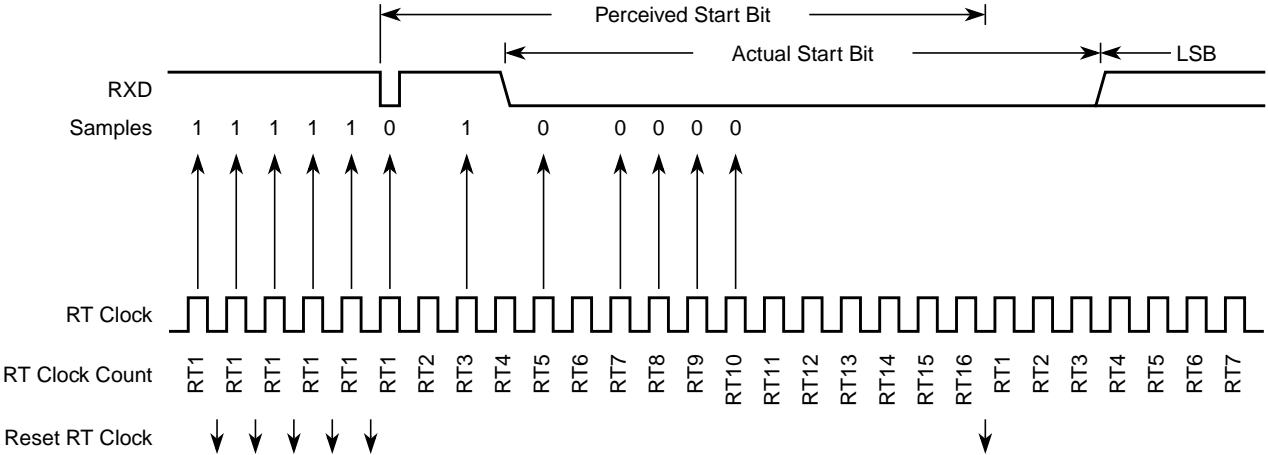 Perceived Start Bit
Actual Start Bit
LSB
RXD
Samples 1 1 1 1 1 0 1 0 0 0 0 0
RT Clock
RT Clock Count RT1 RT1 RT1 RT1 RT1 RT1 RT2 RT3 RT4 RT5 RT6 RT7 RT8 RT9 RT10 RT11 RT12 RT13 RT14 RT15 RT16 RT1 RT2 RT3 RT4 RT5 RT6 RT7
Reset RT Clock